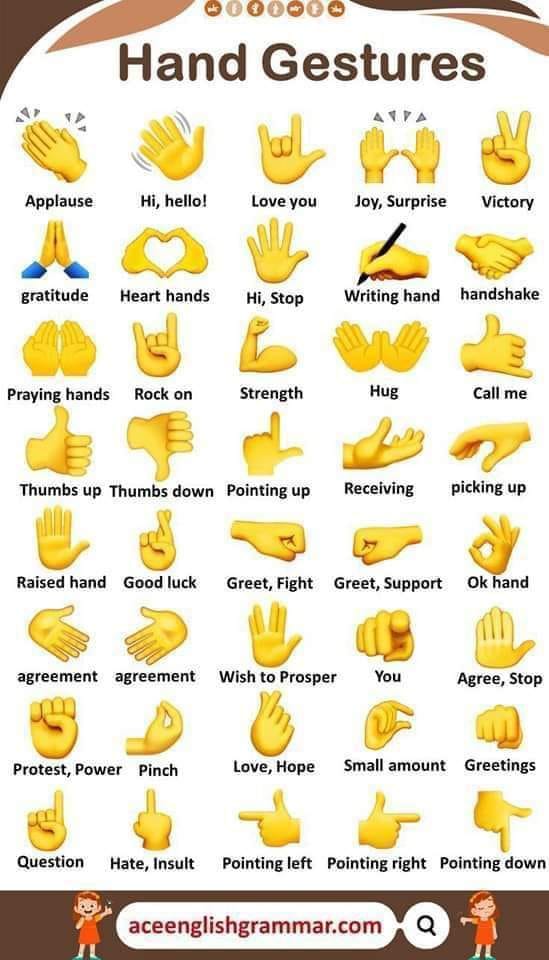 Hand Gestures
Applause Hi, hello! Love you Joy, Surprise Victory
gratitude Heart hands Hi, Stop Writing hand handshake
Praying hands Rock on Strength Hug Call me
Thumbs up Thumbs down Pointing up Receiving picking up
Raised hand Good luck Greet, Fight Greet, Support Ok hand
agreement agreement Wish to Prosper You Agree, Stop
Protest, Power Pinch Love, Hope Small amount Greetings
Question Hate, Insult Pointing left Pointing right Pointing down
aceenglishgrammar.com